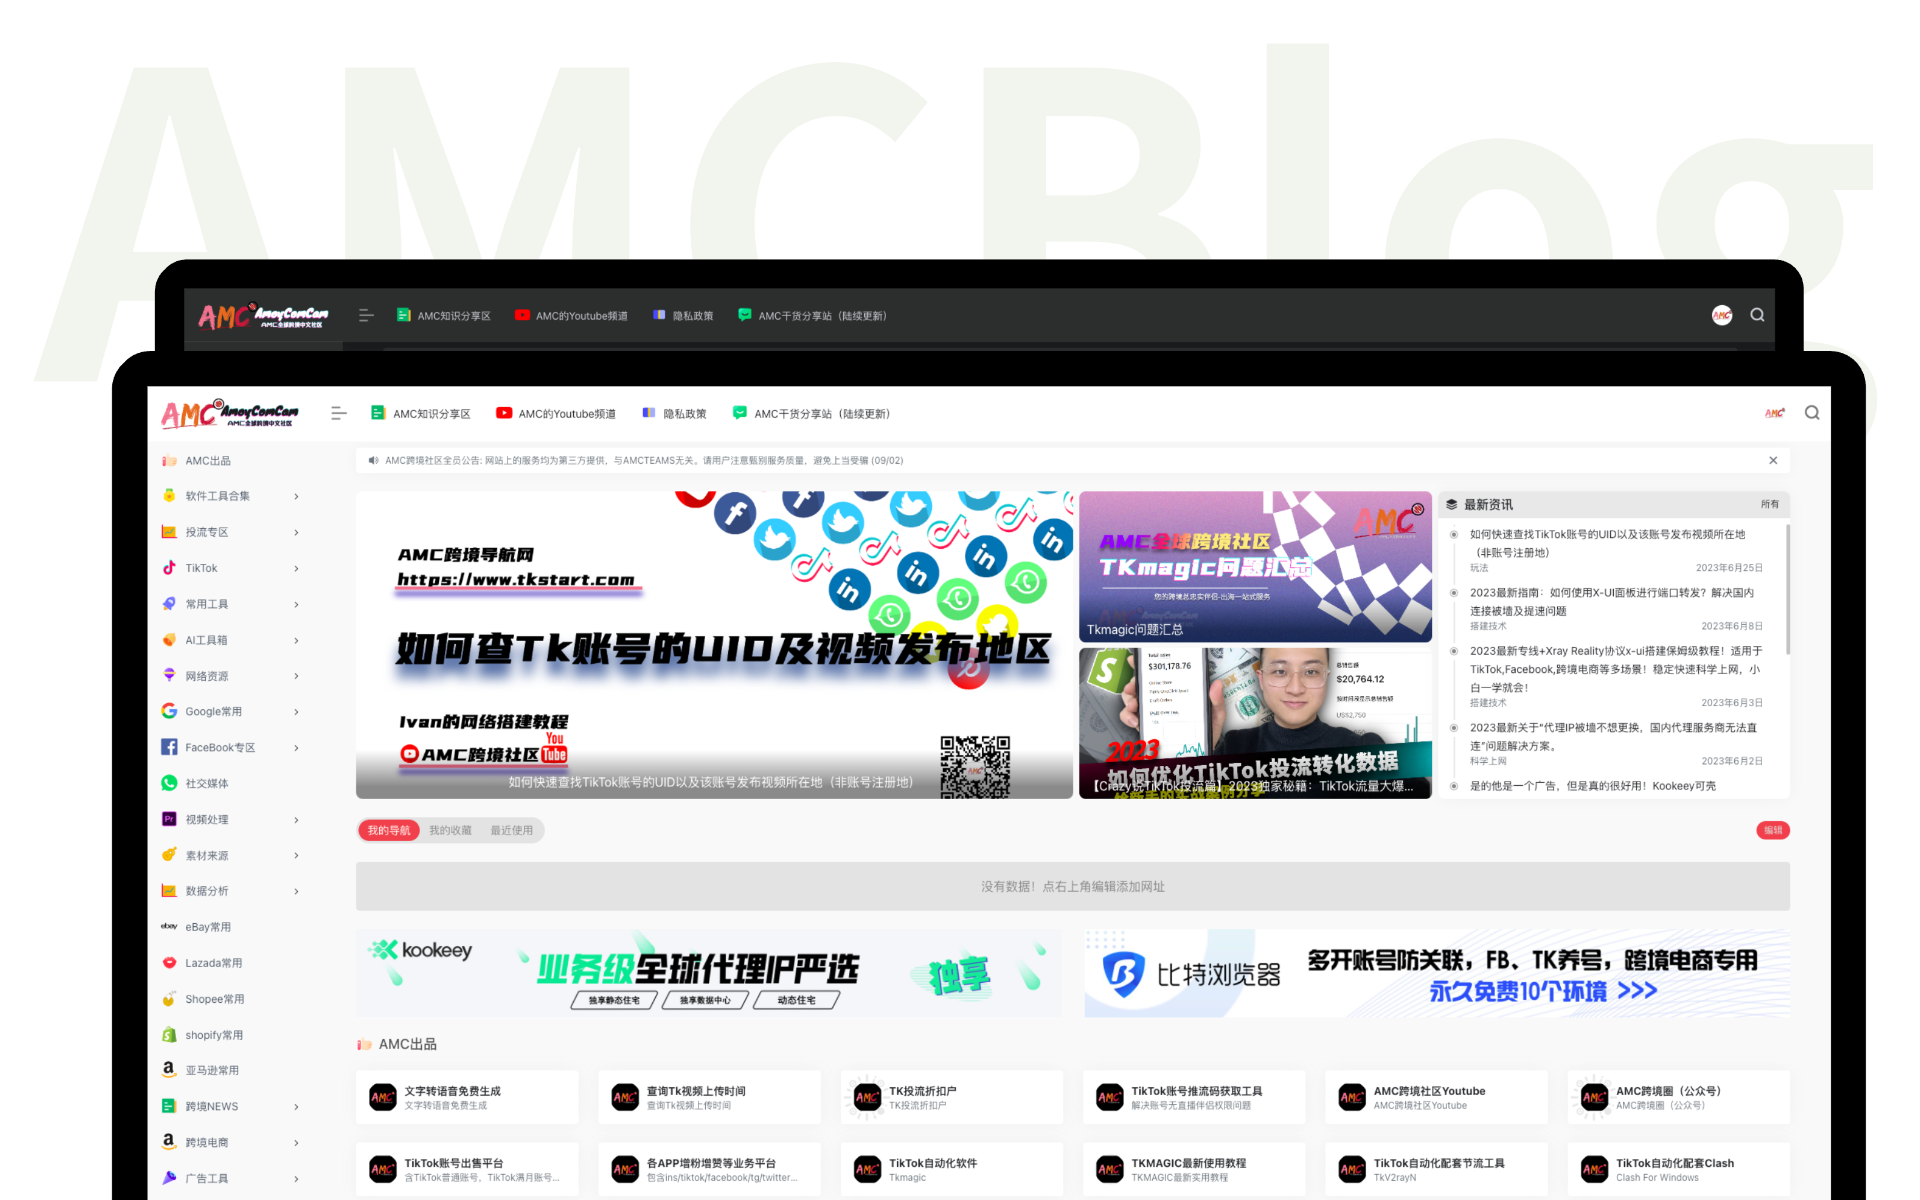 AMCBlog
AMC AmoyComCom
AMC全球跨境中文社区
AMC知识分享区
AMC的Youtube频道
隐私政策
AMC干货分享站（陆续更新）
AMC
AMC AmoyComCom
AMC全球跨境中文社区
AMC知识分享区
AMC的Youtube频道
隐私政策
AMC干货分享站（陆续更新）
AMC
AMC出品
软件工具合集
投流专区
TikTok
常用工具
AI工具箱
网络资源
Google常用
FaceBook专区
社交媒体
视频处理
素材来源
数据分析
eBay常用
Lazada常用
Shopee常用
shopify常用
亚马逊常用
跨境NEWS
跨境电商
广告工具
AMC跨境社区全员公告: 网站上的服务均为第三方提供，与AMCTEAMS无关。请用户注意甄别服务质量，避免上当受骗 (09/02)
AMC跨境导航网
https://www.tkstart.com
如何查Tk账号的UID及视频发布地区
Ivan的网络搭建教程
AMC跨境社区
You
Tube
如何快速查找TikTok账号的UID以及该账号发布视频所在地（非账号注册地）
AMC
AMC全球跨境社区
TKmagic问题汇总
您的跨境总忠实伴侣-出海一站式服务
Tkmagic问题汇总
$301,178.76
$20,764.12
US$2,750
2023
如何优化TikTok投流转化数据
【Crazy说TikTok投流篇】2023独家秘籍：TikTok流量大爆...
最新资讯
所有
如何快速查找TikTok账号的UID以及该账号发布视频所在地
（非账号注册地）
玩法
2023年6月25日
2023最新指南：如何使用X-UI面板进行端口转发？解决国内
连接被墙及提速问题
搭建技术
2023年6月8日
2023最新专线+Xray Reality协议x-ui搭建保姆级教程！适用于
TikTok,Facebook,跨境电商等多场景！稳定快速科学上网，小
白一学就会！
搭建技术
2023年6月3日
2023最新关于“代理IP被墙不想更换，国内代理服务商无法直
连”问题解决方案。
科学上网
2023年6月2日
是的他是一个广告，但是真的很好用！Kookeey可壳
我的导航
我的收藏
最近使用
编辑
没有数据！点右上角编辑添加网址
kookeey
业务级全球代理IP严选
独享静态住宅
独享数据中心
动态住宅
独享
比特浏览器
多开账号防关联，FB、TK养号，跨境电商专用
永久免费10个环境 >>>
AMC出品
文字转语音免费生成
文字转语音免费生成
查询Tk视频上传时间
查询Tk视频上传时间
TK投流折扣户
TK投流折扣户
TikTok账号推流码获取工具
解决账号无直播伴侣权限问题
AMC跨境社区Youtube
AMC跨境社区Youtube
AMC跨境圈（公众号）
AMC跨境圈（公众号）
TikTok账号出售平台
含TikTok普通账号，TikTok满月账号...
各APP增粉增赞等业务平台
包含ins/tiktok/facebook/tg/twitter...
TikTok自动化软件
Tkmagic
TKMAGIC最新使用教程
TKMAGIC最新实用教程
TikTok自动化配套节流工具
TkV2rayN
TikTok自动化配套Clash
Clash For Windows